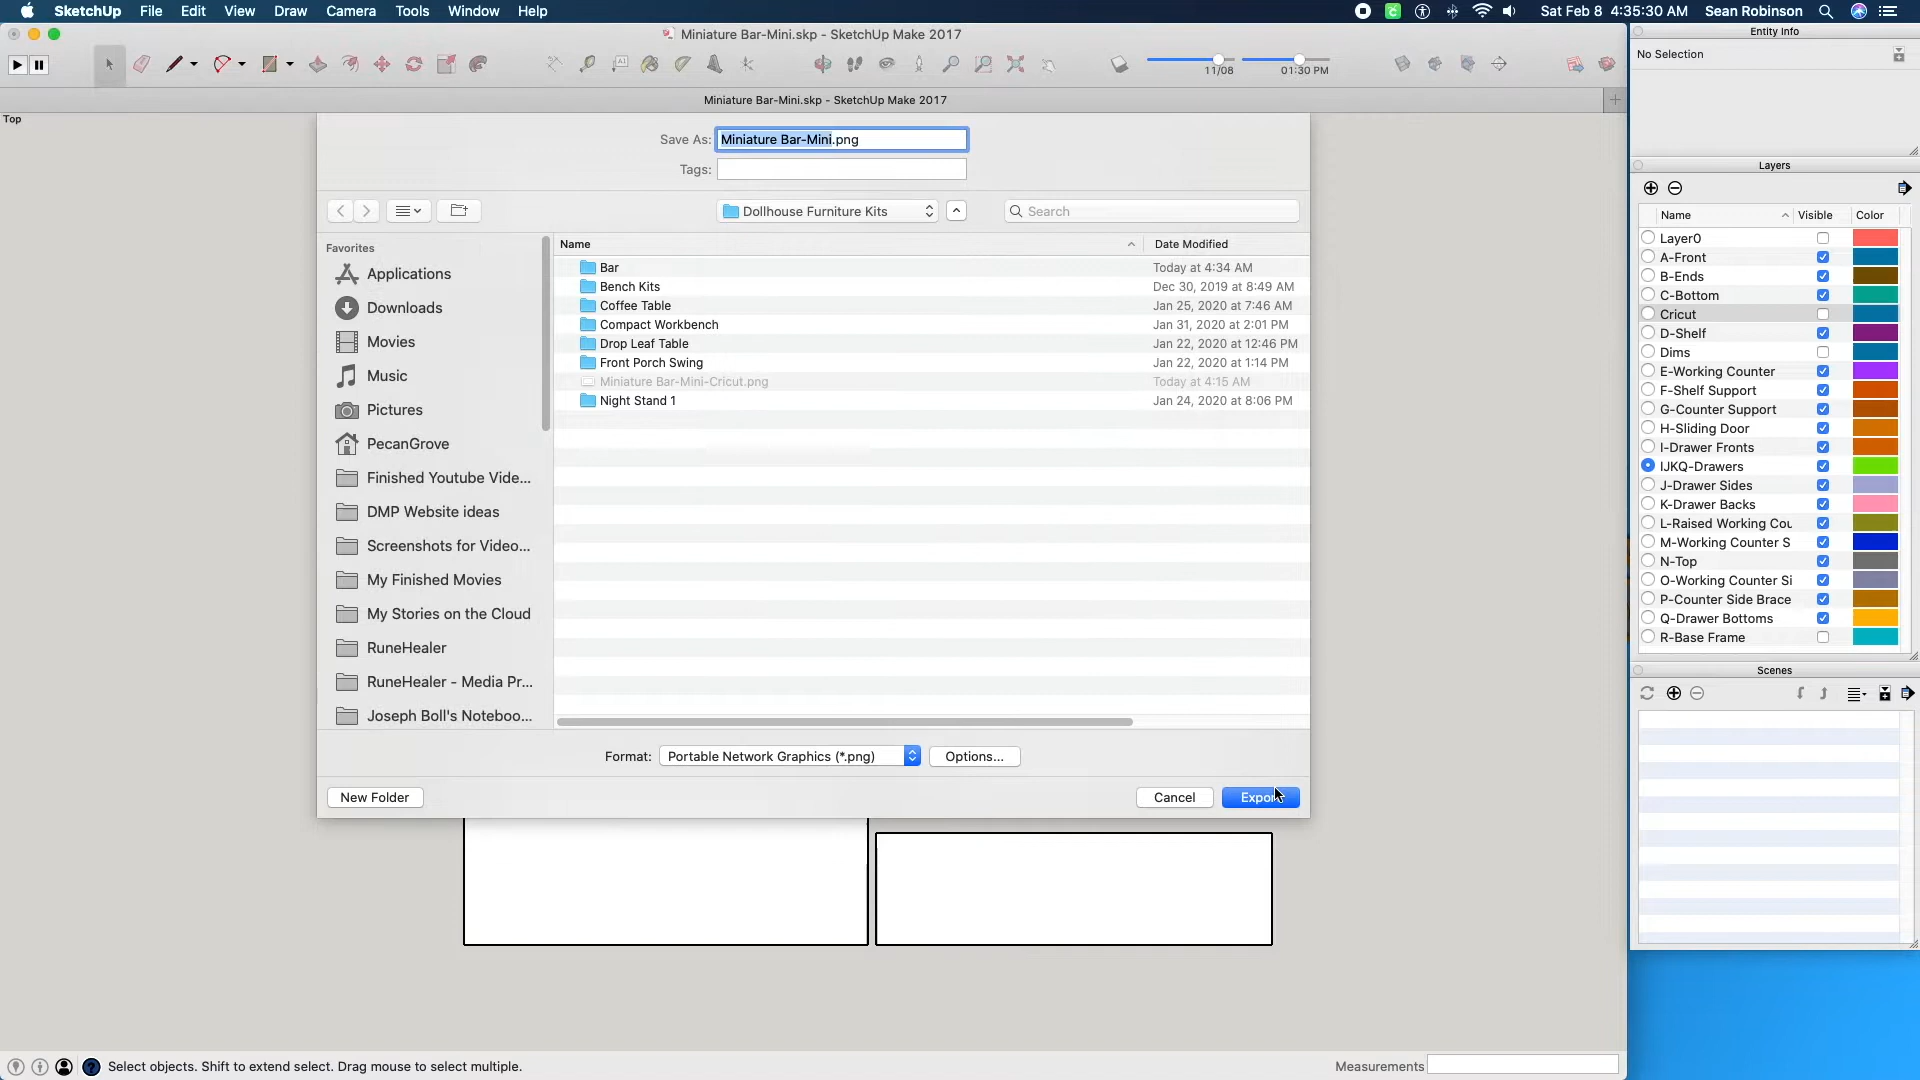 SketchUp File Edit View Draw Camera Tools Window Help Sat Feb 8 4:35:30 AM Sean Robinson
Miniature Bar-Mini.skp - SketchUp Make 2017
11/08 01:30 PM
Miniature Bar-Mini.skp - SketchUp Make 2017
Top
Save As: Miniature Bar-Mini.png
Tags:
Dollhouse Furniture Kits Search
Favorites
Applications
Downloads
Movies
Music
Pictures
PecanGrove
Finished Youtube Vide...
DMP Website ideas
Screenshots for Video...
My Finished Movies
My Stories on the Cloud
RuneHealer
RuneHealer - Media Pr...
Joseph Boll's Noteboo...
Name Date Modified
Bar Today at 4:34 AM
Bench Kits Dec 30, 2019 at 8:49 AM
Coffee Table Jan 25, 2020 at 7:46 AM
Compact Workbench Jan 31, 2020 at 2:01 PM
Drop Leaf Table Jan 22, 2020 at 12:46 PM
Front Porch Swing Jan 22, 2020 at 1:14 PM
Miniature Bar-Mini-Cricut.png Today at 4:15 AM
Night Stand 1 Jan 24, 2020 at 8:06 PM
Format: Portable Network Graphics (*.png) Options...
New Folder Cancel Export
Entity Info
No Selection
Layers
Name Visible Color
Layer0
A-Front
B-Ends
C-Bottom
Cricut
D-Shelf
Dims
E-Working Counter
F-Shelf Support
G-Counter Support
H-Sliding Door
I-Drawer Fronts
IJKQ-Drawers
J-Drawer Sides
K-Drawer Backs
L-Raised Working Cou
M-Working Counter S
N-Top
O-Working Counter Si
P-Counter Side Brace
Q-Drawer Bottoms
R-Base Frame
Scenes
Select objects. Shift to extend select. Drag mouse to select multiple. Measurements